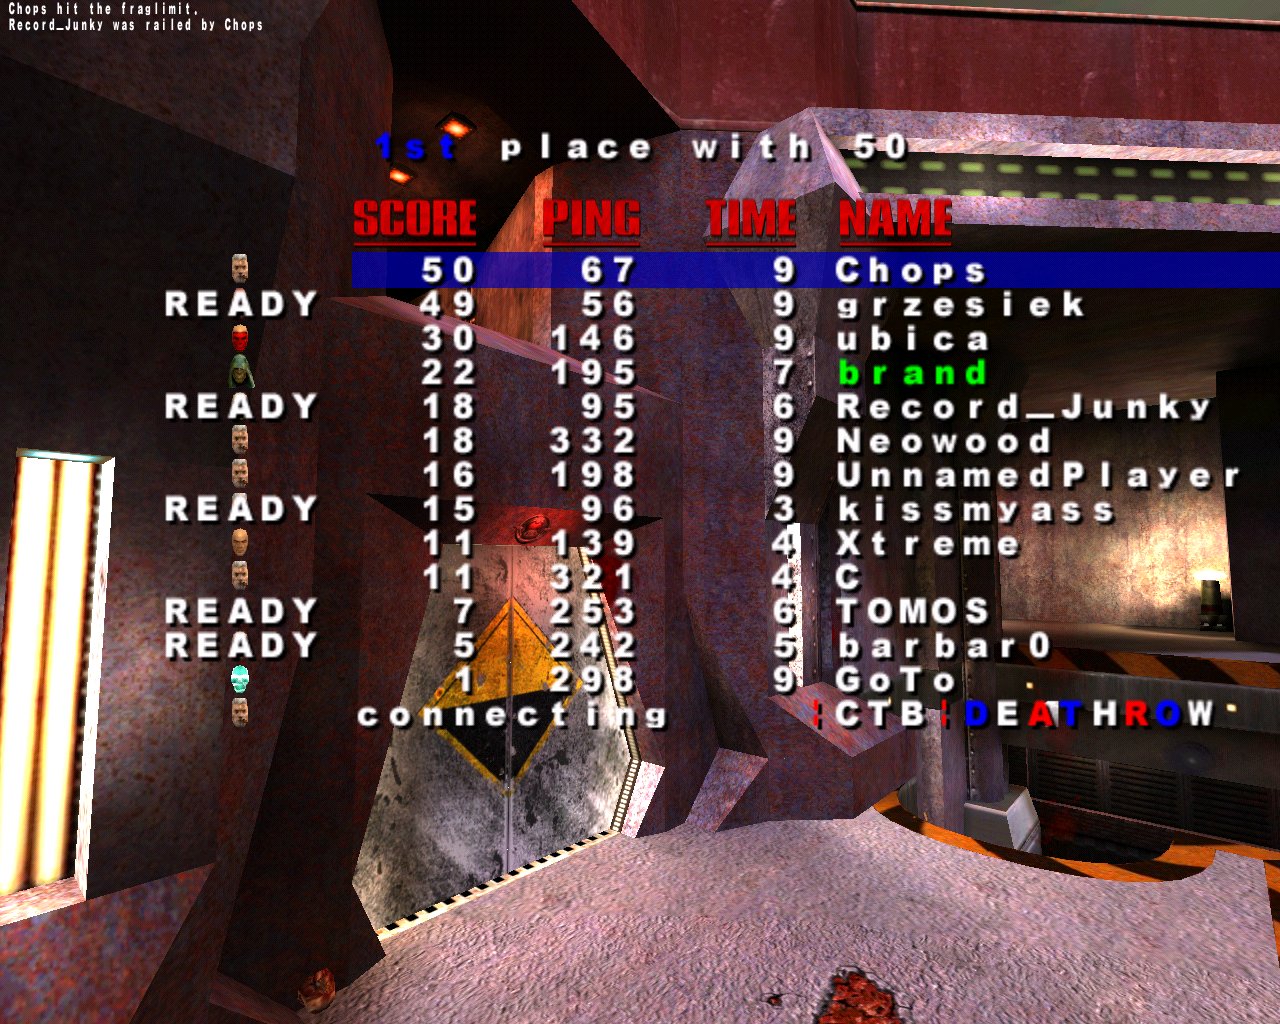 Chops hit the fraglimit.
Record_Junky was railed by Chops
1st place with 50
SCORE PING TIME NAME
50 67 9 Chops
READY 49 56 9 grzesiek
30 146 9 ubica
22 195 7 brand
READY 18 95 6 Record_Junky
18 332 9 Neowood
16 198 9 UnnamedPlayer
READY 15 96 3 kissmyass
11 139 4 Xtreme
11 321 4 C
READY 7 253 6 TOMOS
READY 5 242 5 barbar0
1 298 9 GoTo
connecting ¦CTB¦DEATHROW